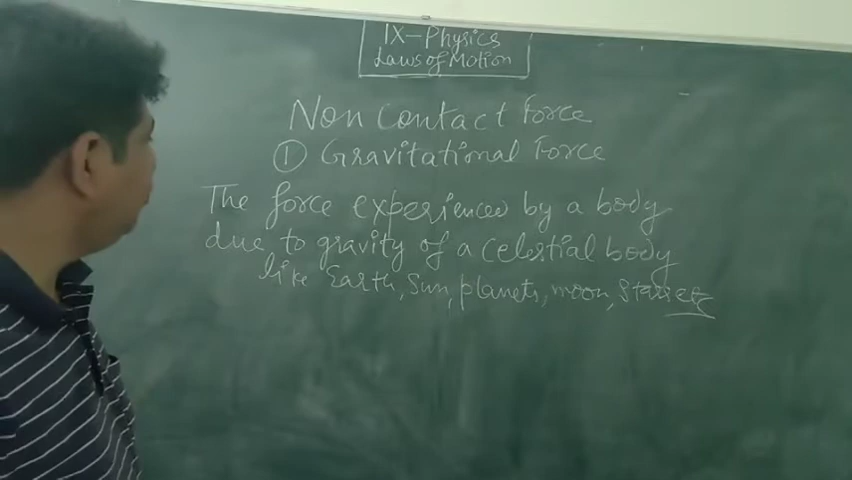 IX-Physics
Laws of Motion
Non Contact Force
① Gravitational Force
The force experienced by a body
due to gravity of a celestial body
like Earth, Sun, planets, moon, stars etc